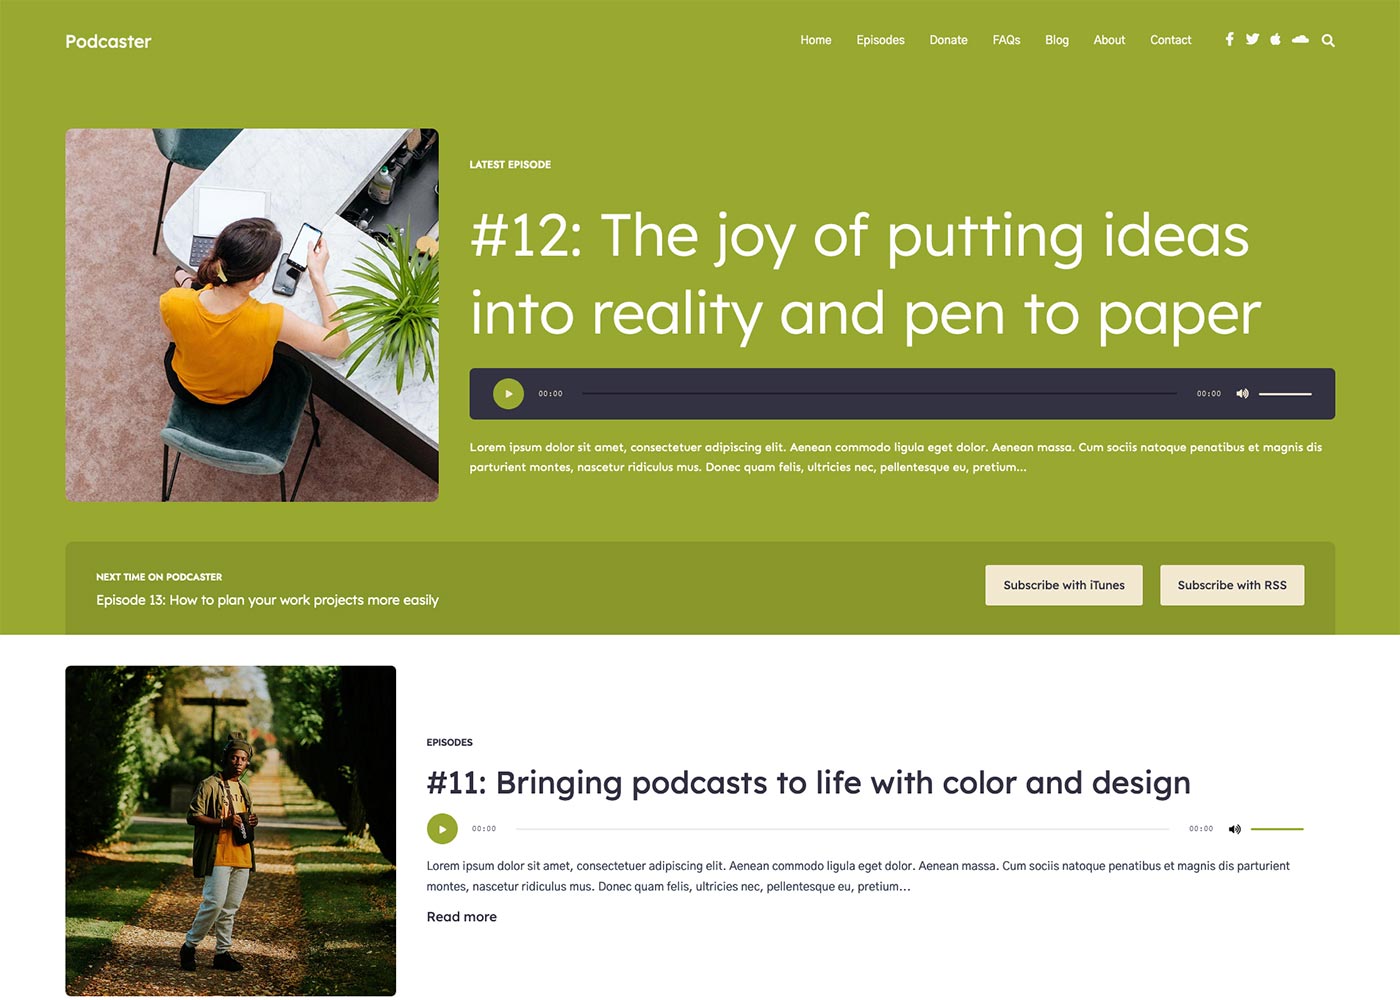 Podcaster
Home Episodes Donate FAQs Blog About Contact
LATEST EPISODE
#12: The joy of putting ideas
into reality and pen to paper
00:00 00:00
Lorem ipsum dolor sit amet, consectetuer adipiscing elit. Aenean commodo ligula eget dolor. Aenean massa. Cum sociis natoque penatibus et magnis dis
parturient montes, nascetur ridiculus mus. Donec quam felis, ultricies nec, pellentesque eu, pretium...
NEXT TIME ON PODCASTER
Episode 13: How to plan your work projects more easily
Subscribe with iTunes Subscribe with RSS
EPISODES
#11: Bringing podcasts to life with color and design
00:00 00:00
Lorem ipsum dolor sit amet, consectetuer adipiscing elit. Aenean commodo ligula eget dolor. Aenean massa. Cum sociis natoque penatibus et magnis dis parturient
montes, nascetur ridiculus mus. Donec quam felis, ultricies nec, pellentesque eu, pretium...
Read more